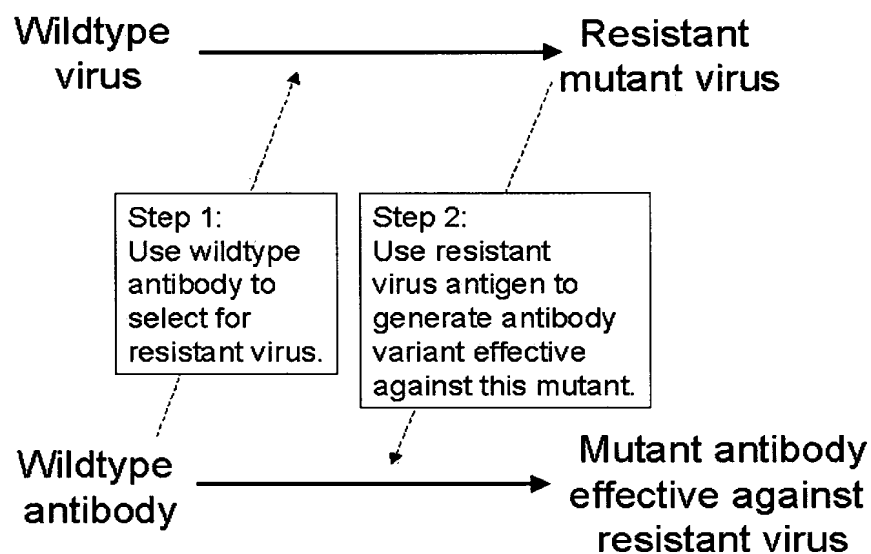 Wildtype
virus
Resistant
mutant virus
Step 1:
Use wildtype
antibody to
select for
resistant virus.
Step 2:
Use resistant
virus antigen to
generate antibody
variant effective
against this mutant.
Wildtype
antibody
Mutant antibody
effective against
resistant virus